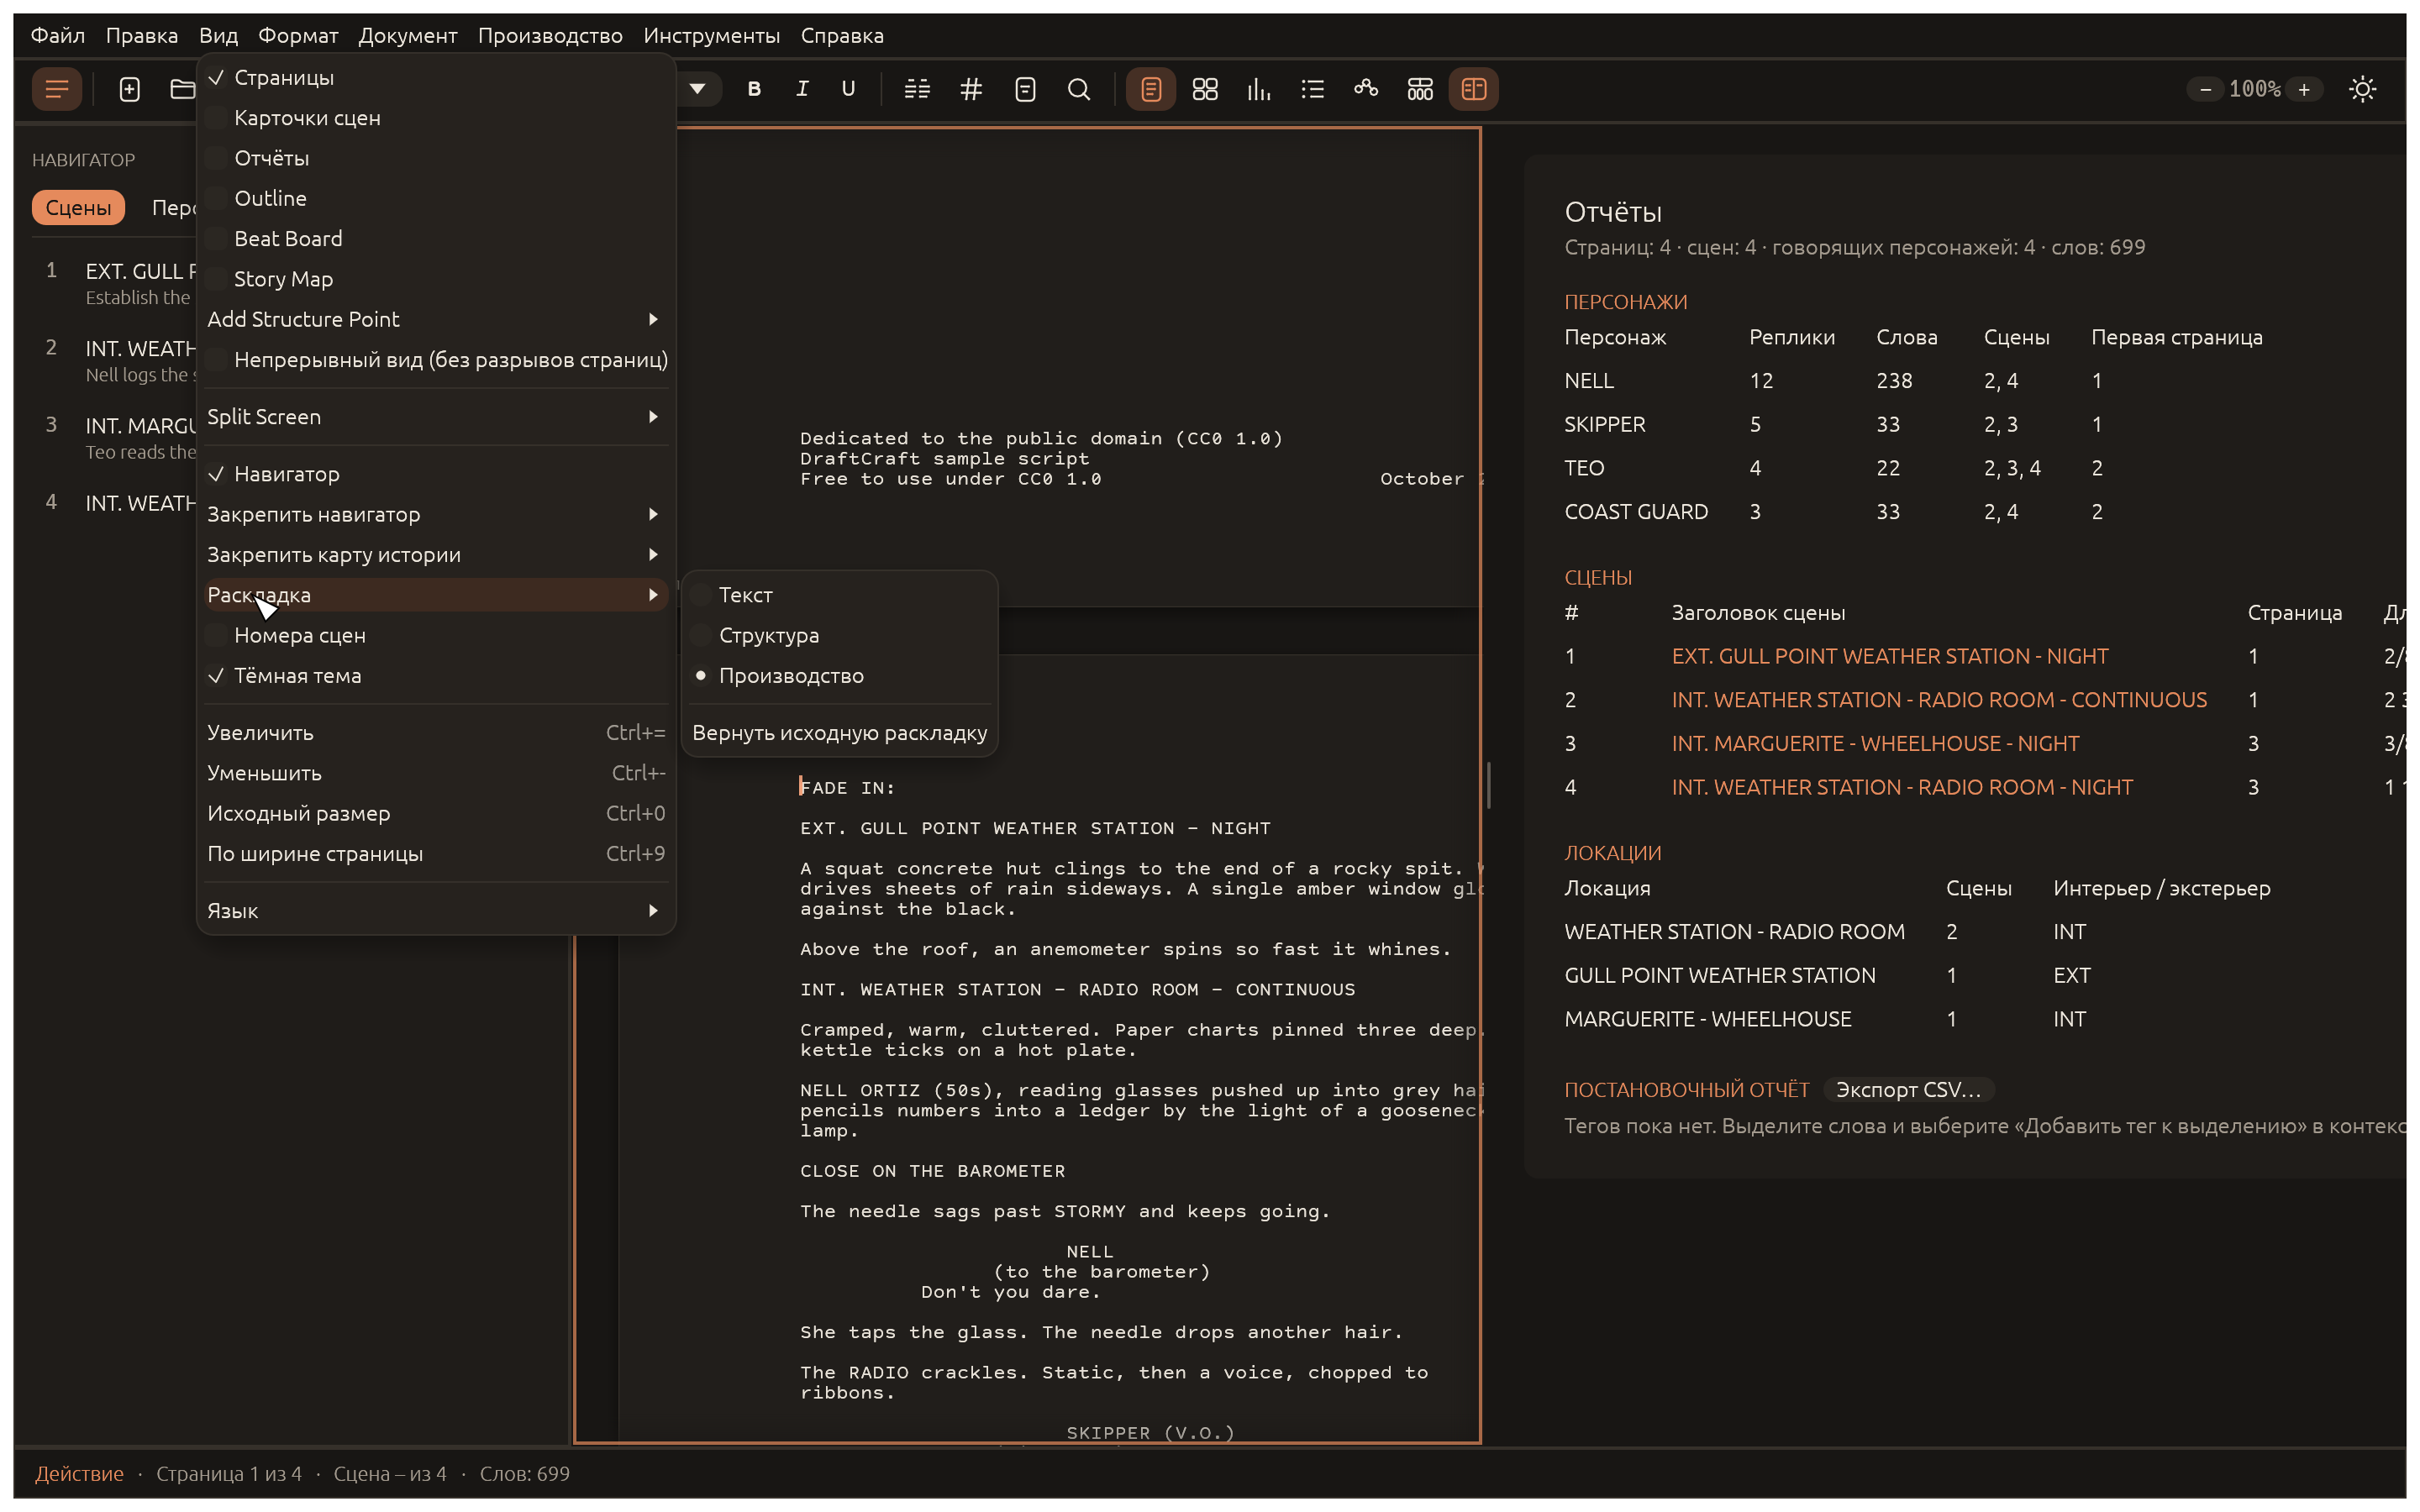 Файл Правка Вид Формат Документ Производство Инструменты Справка
B I U
100%
НАВИГАТОР
Сцены
1 EXT. GULL
Establish the
2 INT.
Nell logs the
3 INT.
Teo reads the
4 INT.
Страницы
Карточки сцен
Отчёты
Outline
Beat Board
Story Map
Add Structure Point
Непрерывный вид (без разрывов страниц)
Split Screen
Навигатор
Закрепить навигатор
Закрепить карту истории
Раскладка
Номера сцен
Тёмная тема
Увеличить Ctrl+=
Уменьшить Ctrl+-
Исходный размер Ctrl+0
По ширине страницы Ctrl+9
Язык
Текст
Структура
Производство
Вернуть исходную раскладку
Dedicated to the public domain (CC0 1.0)
DraftCraft sample script
Free to use under CC0 1.0 October
FADE IN:
EXT. GULL POINT WEATHER STATION - NIGHT
A squat concrete hut clings to the end of a rocky spit.
drives sheets of rain sideways. A single amber window
against the black.
Above the roof, an anemometer spins so fast it whines.
INT. WEATHER STATION - RADIO ROOM - CONTINUOUS
Cramped, warm, cluttered. Paper charts pinned three deep.
kettle ticks on a hot plate.
NELL ORTIZ (50s), reading glasses pushed up into grey
pencils numbers into a ledger by the light of a
lamp.
CLOSE ON THE BAROMETER
The needle sags past STORMY and keeps going.
NELL
(to the barometer)
Don't you dare.
She taps the glass. The needle drops another hair.
The RADIO crackles. Static, then a voice, chopped to
ribbons.
SKIPPER (V.O.)
Отчёты
Страниц: 4 · сцен: 4 · говорящих персонажей: 4 · слов: 699
ПЕРСОНАЖИ
Персонаж Реплики Слова Сцены Первая страница
NELL 12 238 2, 4 1
SKIPPER 5 33 2, 3 1
TEO 4 22 2, 3, 4 2
COAST GUARD 3 33 2, 4 2
СЦЕНЫ
# Заголовок сцены Страница
1 EXT. GULL POINT WEATHER STATION - NIGHT 1
2 INT. WEATHER STATION - RADIO ROOM - CONTINUOUS 1 2
3 INT. MARGUERITE - WHEELHOUSE - NIGHT 3
4 INT. WEATHER STATION - RADIO ROOM - NIGHT 3 1
ЛОКАЦИИ
Локация Сцены Интерьер / экстерьер
WEATHER STATION - RADIO ROOM 2 INT
GULL POINT WEATHER STATION 1 EXT
MARGUERITE - WHEELHOUSE 1 INT
ПОСТАНОВОЧНЫЙ ОТЧЁТ Экспорт CSV...
Тегов пока нет. Выделите слова и выберите «Добавить тег к выделению» в
Действие · Страница 1 из 4 · Сцена – из 4 · Слов: 699